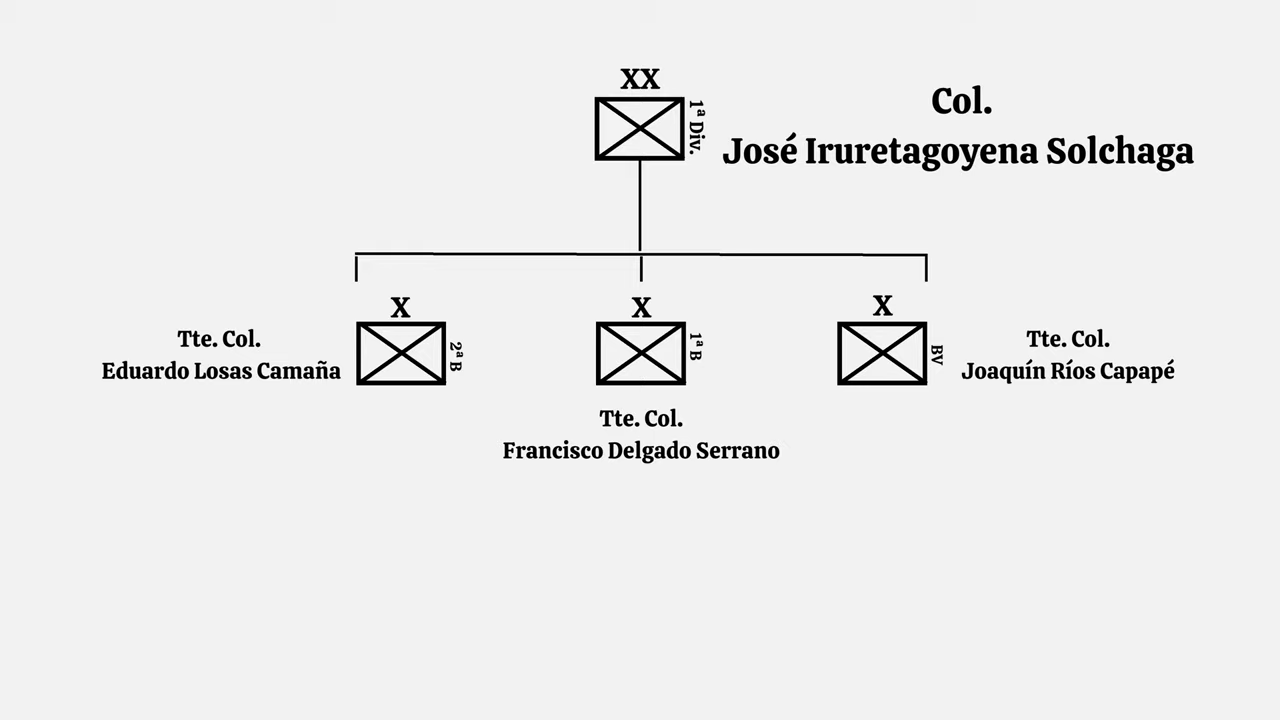 XX
1ª Div.
Col.
José Iruretagoyena Solchaga
X
2ª B
Tte. Col.
Eduardo Losas Camaña
X
1ª B
Tte. Col.
Francisco Delgado Serrano
X
BV
Tte. Col.
Joaquín Ríos Capapé